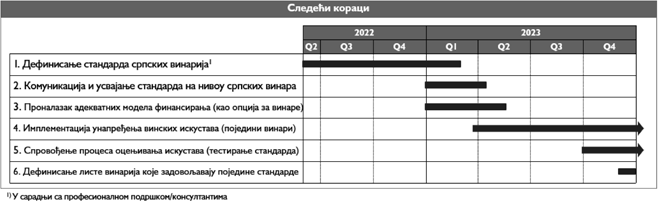 Следећи кораци
2022 2023
Q2 Q3 Q4 Q1 Q2 Q3 Q4
1. Дефинисање стандарда српских винарија¹
2. Комуникација и усвајање стандарда на нивоу српских винара
3. Проналазак адекватних модела финансирања (као опција за винаре)
4. Имплементација унапређења винских искустава (поједини винари)
5. Спровођење процеса оцењивања искустава (тестирање стандарда)
6. Дефинисање листе винарија које задовољавају поједине стандарде
¹⁾ У сарадњи са професионалном подршком/консултантима